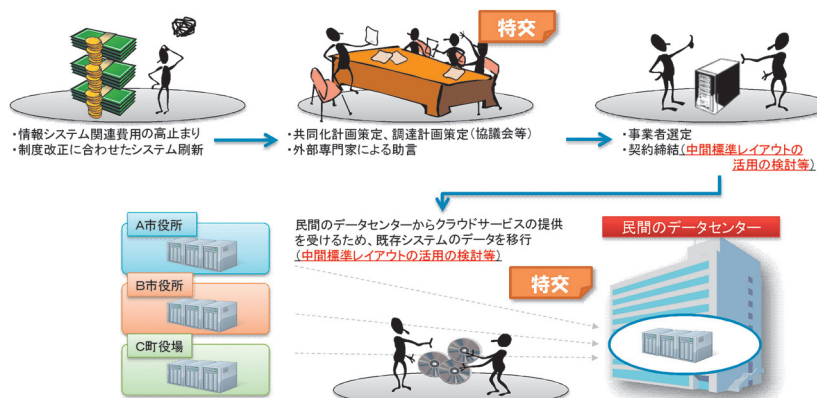 特交
・情報システム関連費用の高止まり
・制度改正に合わせたシステム刷新
・共同化計画策定、調達計画策定(協議会等)
・外部専門家による助言
・事業者選定
・契約締結(中間標準レイアウトの
活用の検討等)
A市役所
B市役所
C町役場
民間のデータセンターからクラウドサービスの提供
を受けるため、既存システムのデータを移行
(中間標準レイアウトの活用の検討等)
特交
民間のデータセンター